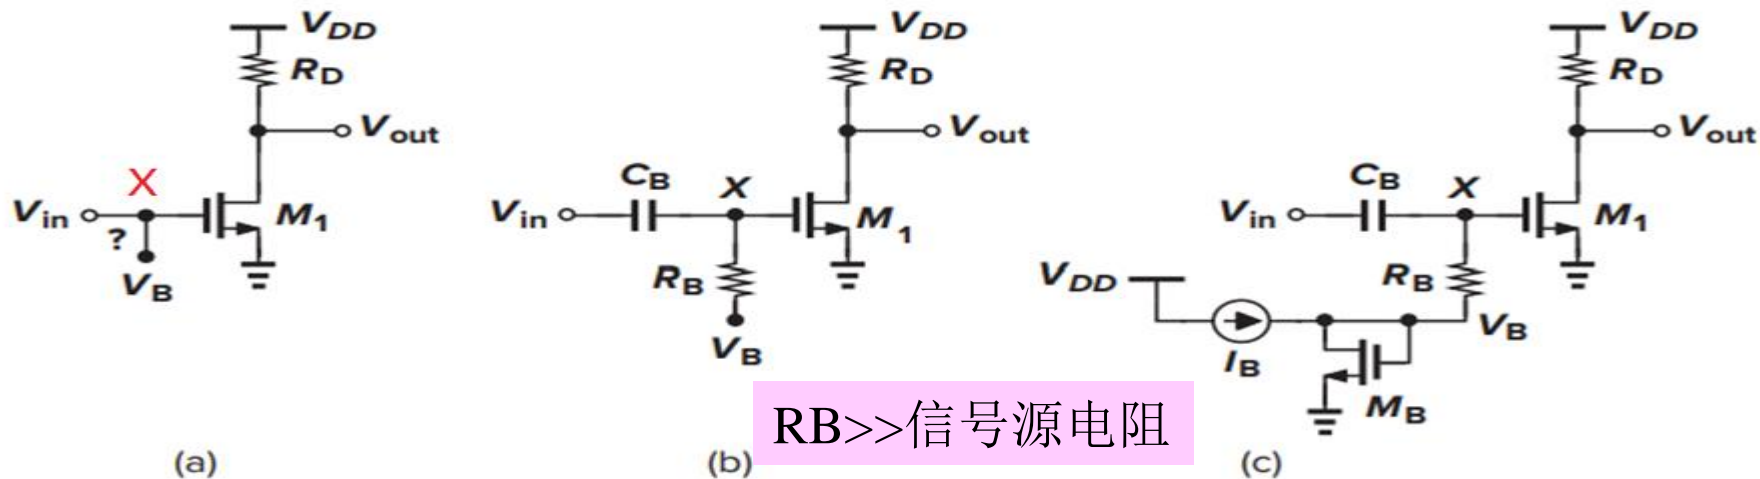 VDD
RD
Vout
X
Vin
?
VB
M1
(a)
VDD
RD
Vout
CB
X
Vin
M1
RB
VB
(b)
RB>>信号源电阻
VDD
RD
Vout
CB
X
Vin
M1
RB
VDD
VB
IB
MB
(c)